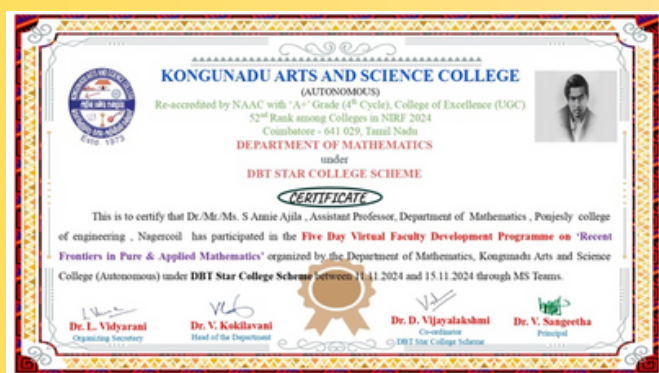 KONGUNADU ARTS AND SCIENCE COLLEGE
(AUTONOMOUS)
Re-accredited by NAAC with ‘A+’ Grade (4th Cycle), College of Excellence (UGC)
52nd Rank among Colleges in NIRF 2024
Coimbatore - 641 029, Tamil Nadu
DEPARTMENT OF MATHEMATICS
under
DBT STAR COLLEGE SCHEME
CERTIFICATE
This is to certify that Dr./Mr./Ms. S Annie Ajila , Assistant Professor, Department of Mathematics , Ponjesly college
of engineering , Nagercoil has participated in the Five Day Virtual Faculty Development Programme on ‘Recent
Frontiers in Pure & Applied Mathematics’ organized by the Department of Mathematics, Kongunadu Arts and Science
College (Autonomous) under DBT Star College Scheme between 11.11.2024 and 15.11.2024 through MS Teams.
Dr. L. Vidyarani
Organizing Secretary
Dr. V. Kokilavani
Head of the Department
Dr. D. Vijayalakshmi
Co-ordinator
DBT Star College Scheme
Dr. V. Sangeetha
Principal
Estd. 1973